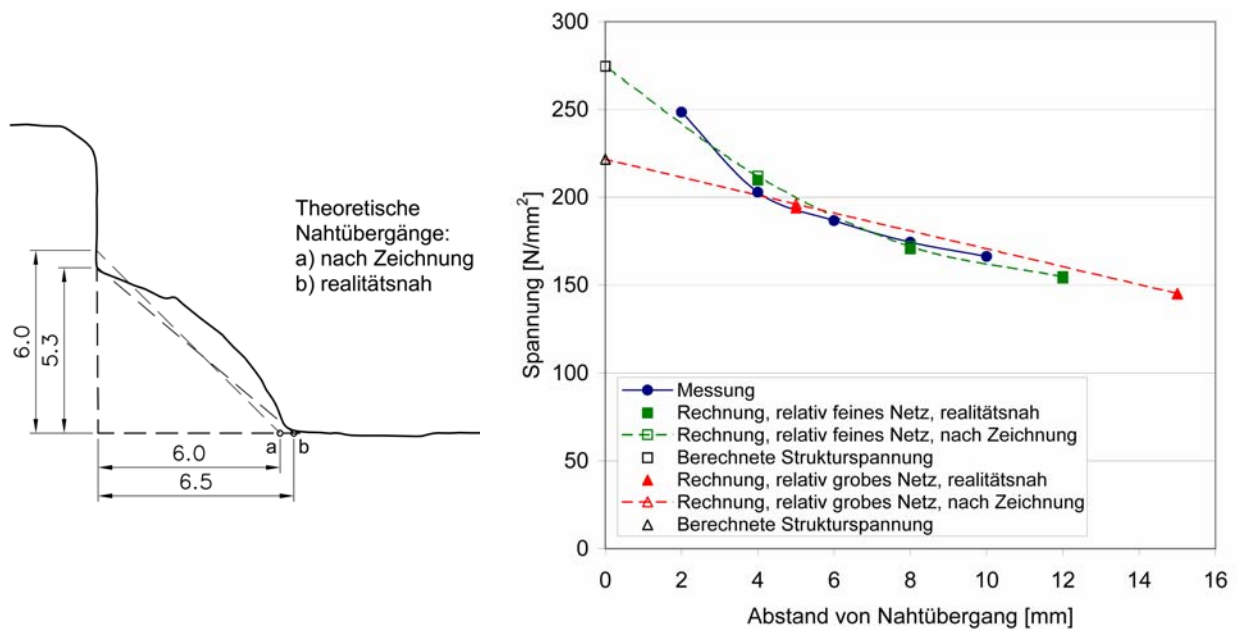 Theoretische
Nahtübergänge:
a) nach Zeichnung
b) realitätsnah
6.0
5.3
a
b
6.0
6.5
300
250
200
150
100
50
0
Spannung [N/mm²]
Messung
Rechnung, relativ feines Netz, realitätsnah
Rechnung, relativ feines Netz, nach Zeichnung
Berechnete Strukturspannung
Rechnung, relativ grobes Netz, realitätsnah
Rechnung, relativ grobes Netz, nach Zeichnung
Berechnete Strukturspannung
0 2 4 6 8 10 12 14 16
Abstand von Nahtübergang [mm]